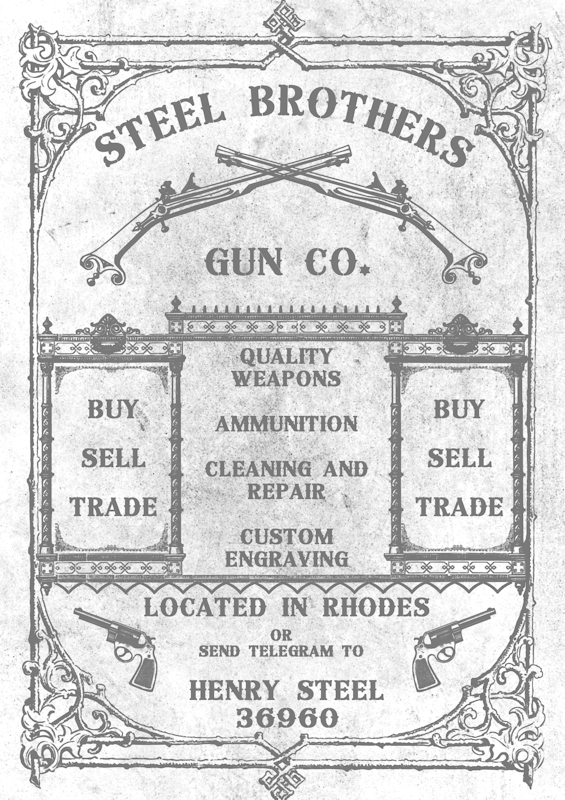 STEEL BROTHERS
GUN CO.
QUALITY
WEAPONS
AMMUNITION
CLEANING AND
REPAIR
CUSTOM
ENGRAVING
BUY
SELL
TRADE
BUY
SELL
TRADE
LOCATED IN RHODES
OR
SEND TELEGRAM TO
HENRY STEEL
36960